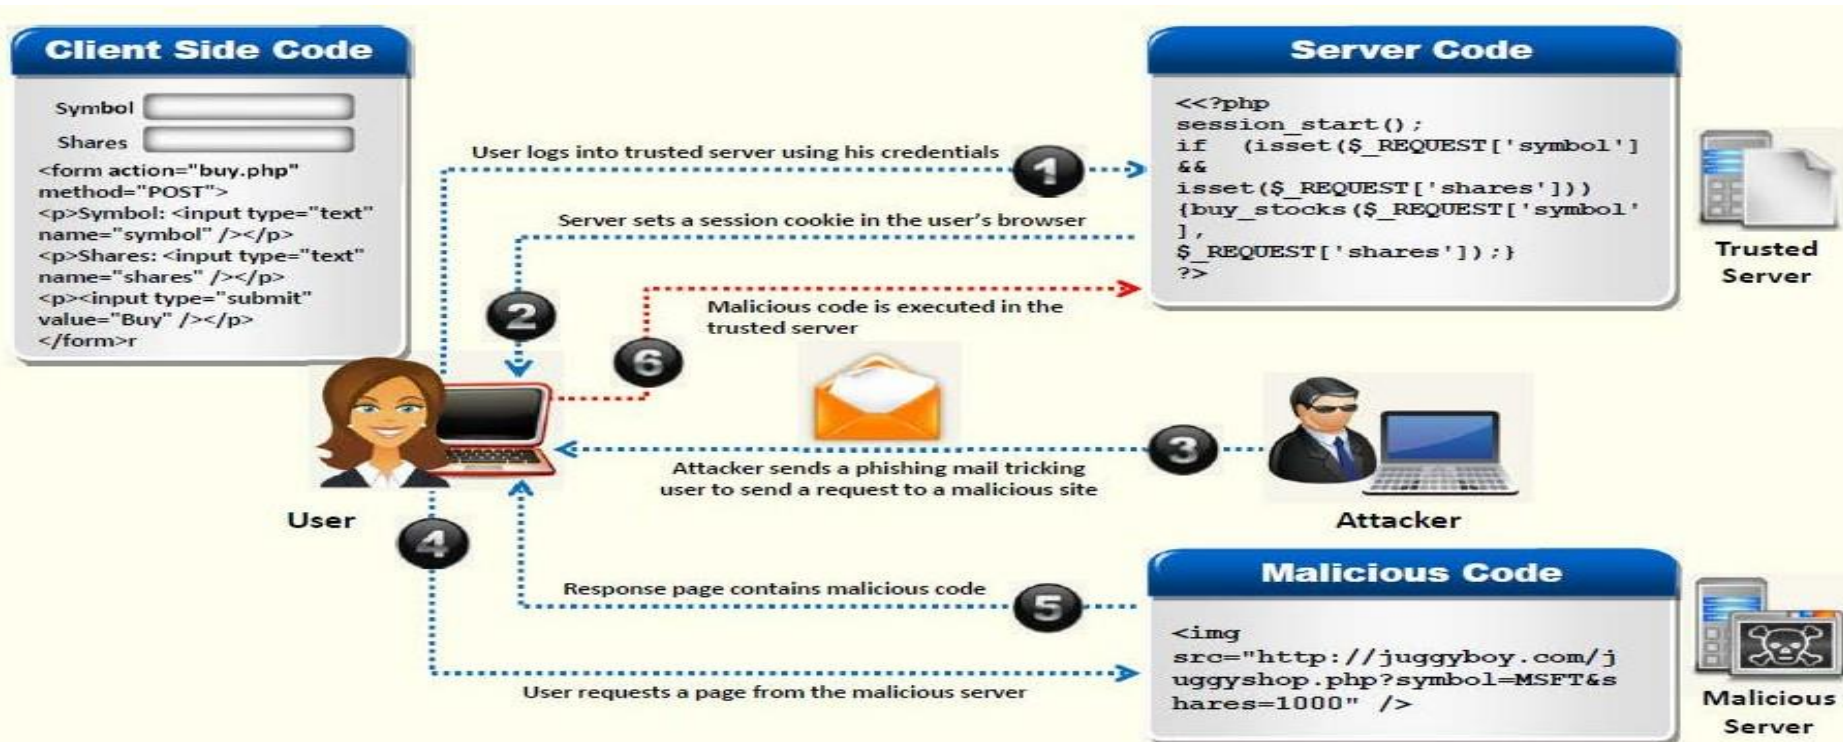 Client Side Code
Symbol
Shares
<form action="buy.php"
method="POST">
<p>Symbol: <input type="text"
name="symbol" /></p>
<p>Shares: <input type="text"
name="shares" /></p>
<p><input type="submit"
value="Buy" /></p>
</form>r
User logs into trusted server using his credentials
1
Server sets a session cookie in the user's browser
2
Server Code
<<?php
session_start();
if (isset($_REQUEST['symbol']
&&
isset($_REQUEST['shares']))
{buy_stocks($_REQUEST['symbol'
],
$_REQUEST['shares']);}
?>
Trusted
Server
Malicious code is executed in the
trusted server
6
3
Attacker sends a phishing mail tricking
user to send a request to a malicious site
User
Attacker
4
Response page contains malicious code
5
User requests a page from the malicious server
Malicious Code
<img
src="http://juggyboy.com/j
uggyshop.php?symbol=MSFT&s
hares=1000" />
Malicious
Server